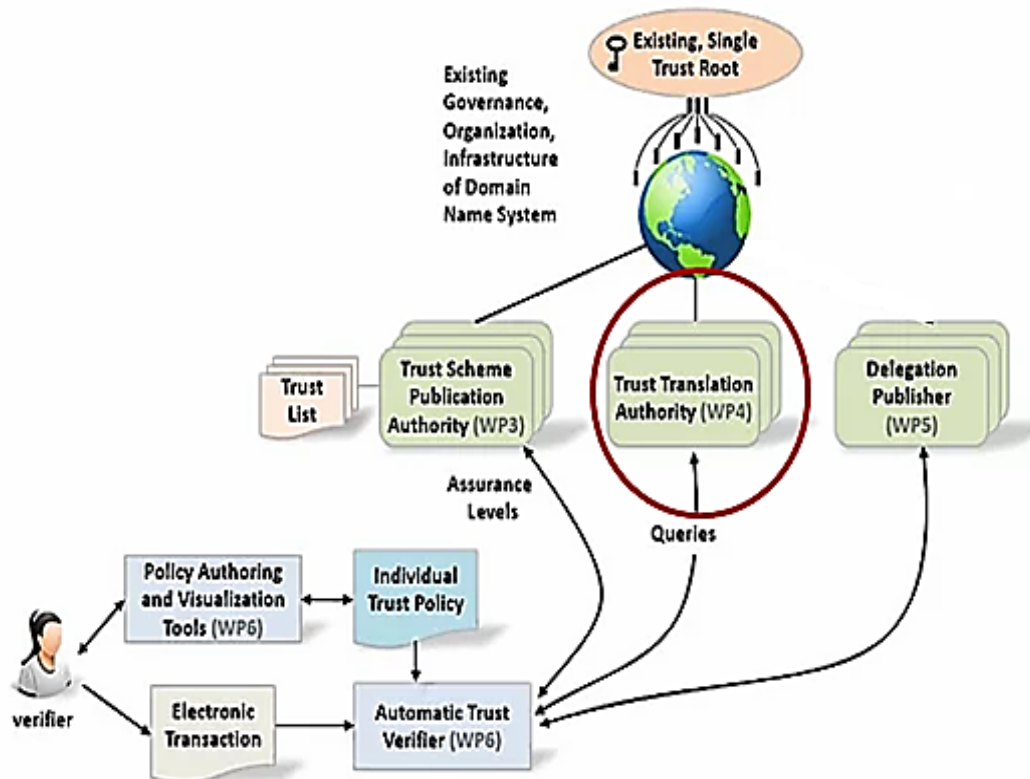 Existing, Single
Trust Root
Existing
Governance,
Organization,
Infrastructure
of Domain
Name System
Trust
List
Trust Scheme
Publication
Authority (WP3)
Trust Translation
Authority (WP4)
Delegation
Publisher
(WP5)
Assurance
Levels
Queries
Policy Authoring
and Visualization
Tools (WP6)
Individual
Trust Policy
verifier
Electronic
Transaction
Automatic Trust
Verifier (WP6)